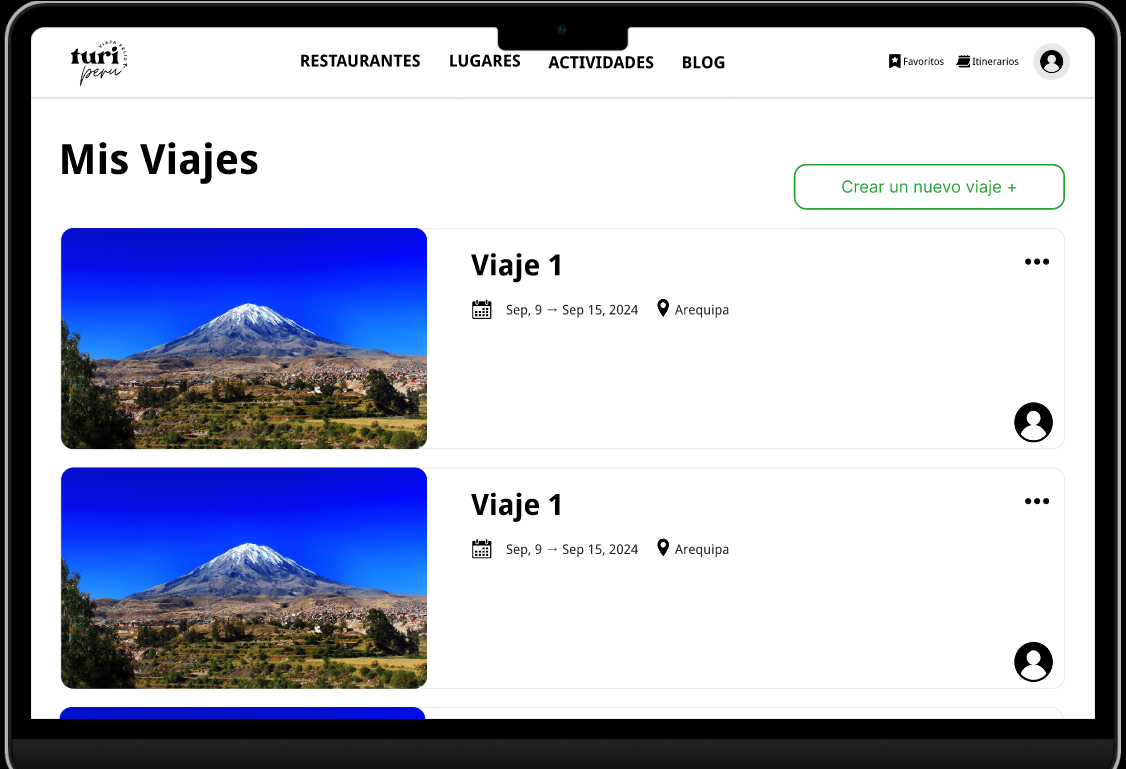 turi
peru
VIAJA FELIZ
RESTAURANTES LUGARES ACTIVIDADES BLOG
Favoritos Itinerarios
Mis Viajes
Crear un nuevo viaje +
Viaje 1
Sep, 9 → Sep 15, 2024 Arequipa
Viaje 1
Sep, 9 → Sep 15, 2024 Arequipa